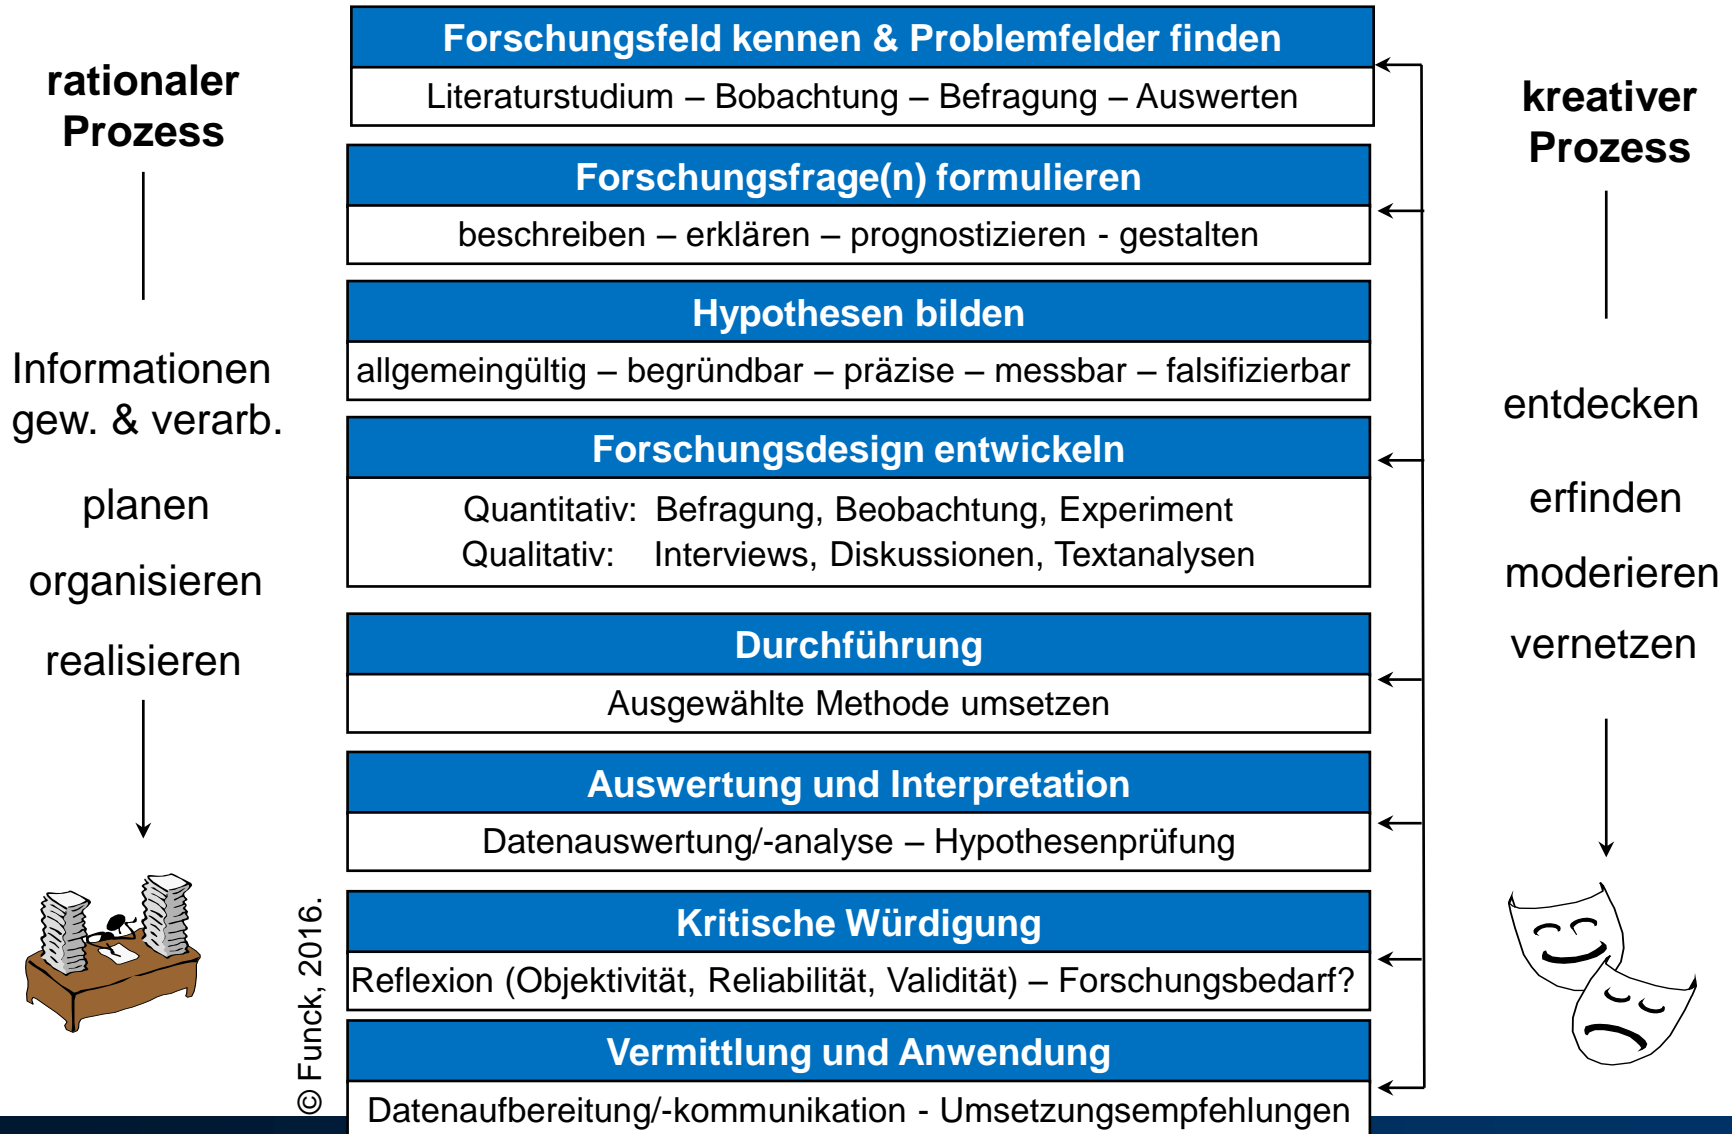 rationaler
Prozess
Informationen
gew. & verarb.
planen
organisieren
realisieren
Forschungsfeld kennen & Problemfelder finden
Literaturstudium – Bobachtung – Befragung – Auswerten
Forschungsfrage(n) formulieren
beschreiben – erklären – prognostizieren - gestalten
Hypothesen bilden
allgemeingültig – begründbar – präzise – messbar – falsifizierbar
Forschungsdesign entwickeln
Quantitativ: Befragung, Beobachtung, Experiment
Qualitativ: Interviews, Diskussionen, Textanalysen
Durchführung
Ausgewählte Methode umsetzen
Auswertung und Interpretation
Datenauswertung/-analyse – Hypothesenprüfung
Kritische Würdigung
Reflexion (Objektivität, Reliabilität, Validität) – Forschungsbedarf?
Vermittlung und Anwendung
Datenaufbereitung/-kommunikation - Umsetzungsempfehlungen
kreativer
Prozess
entdecken
erfinden
moderieren
vernetzen
© Funck, 2016.